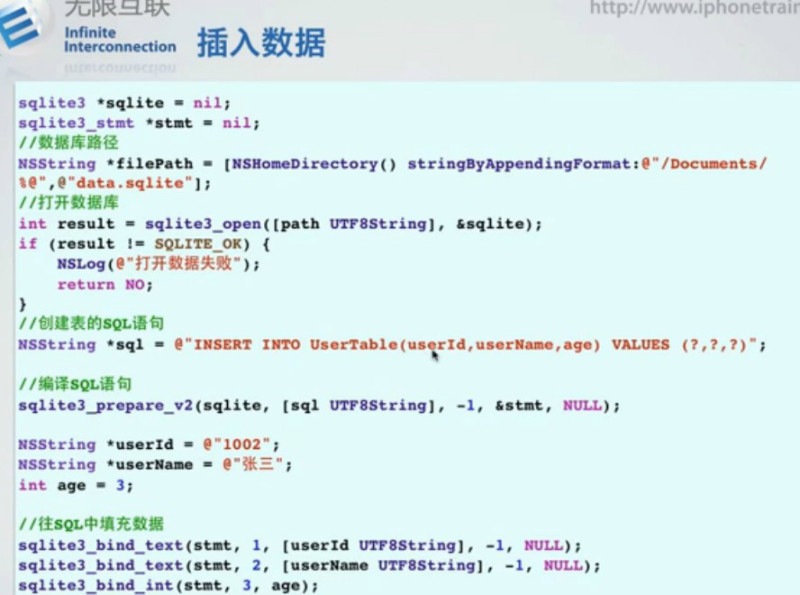 无限互联
http://www.iphonetrain
Infinite
Interconnection
插入数据
sqlite3 *sqlite = nil;
sqlite3_stmt *stmt = nil;
//数据库路径
NSString *filePath = [NSHomeDirectory() stringByAppendingFormat:@"/Documents/
%@",@"data.sqlite"];
//打开数据库
int result = sqlite3_open([path UTF8String], &sqlite);
if (result != SQLITE_OK) {
NSLog(@"打开数据失败");
return NO;
}
//创建表的SQL语句
NSString *sql = @"INSERT INTO UserTable(userId,userName,age) VALUES (?,?,?)";
//编译SQL语句
sqlite3_prepare_v2(sqlite, [sql UTF8String], -1, &stmt, NULL);
NSString *userId = @"1002";
NSString *userName = @"张三";
int age = 3;
//往SQL中填充数据
sqlite3_bind_text(stmt, 1, [userId UTF8String], -1, NULL);
sqlite3_bind_text(stmt, 2, [userName UTF8String], -1, NULL);
sqlite3_bind_int(stmt, 3, age);